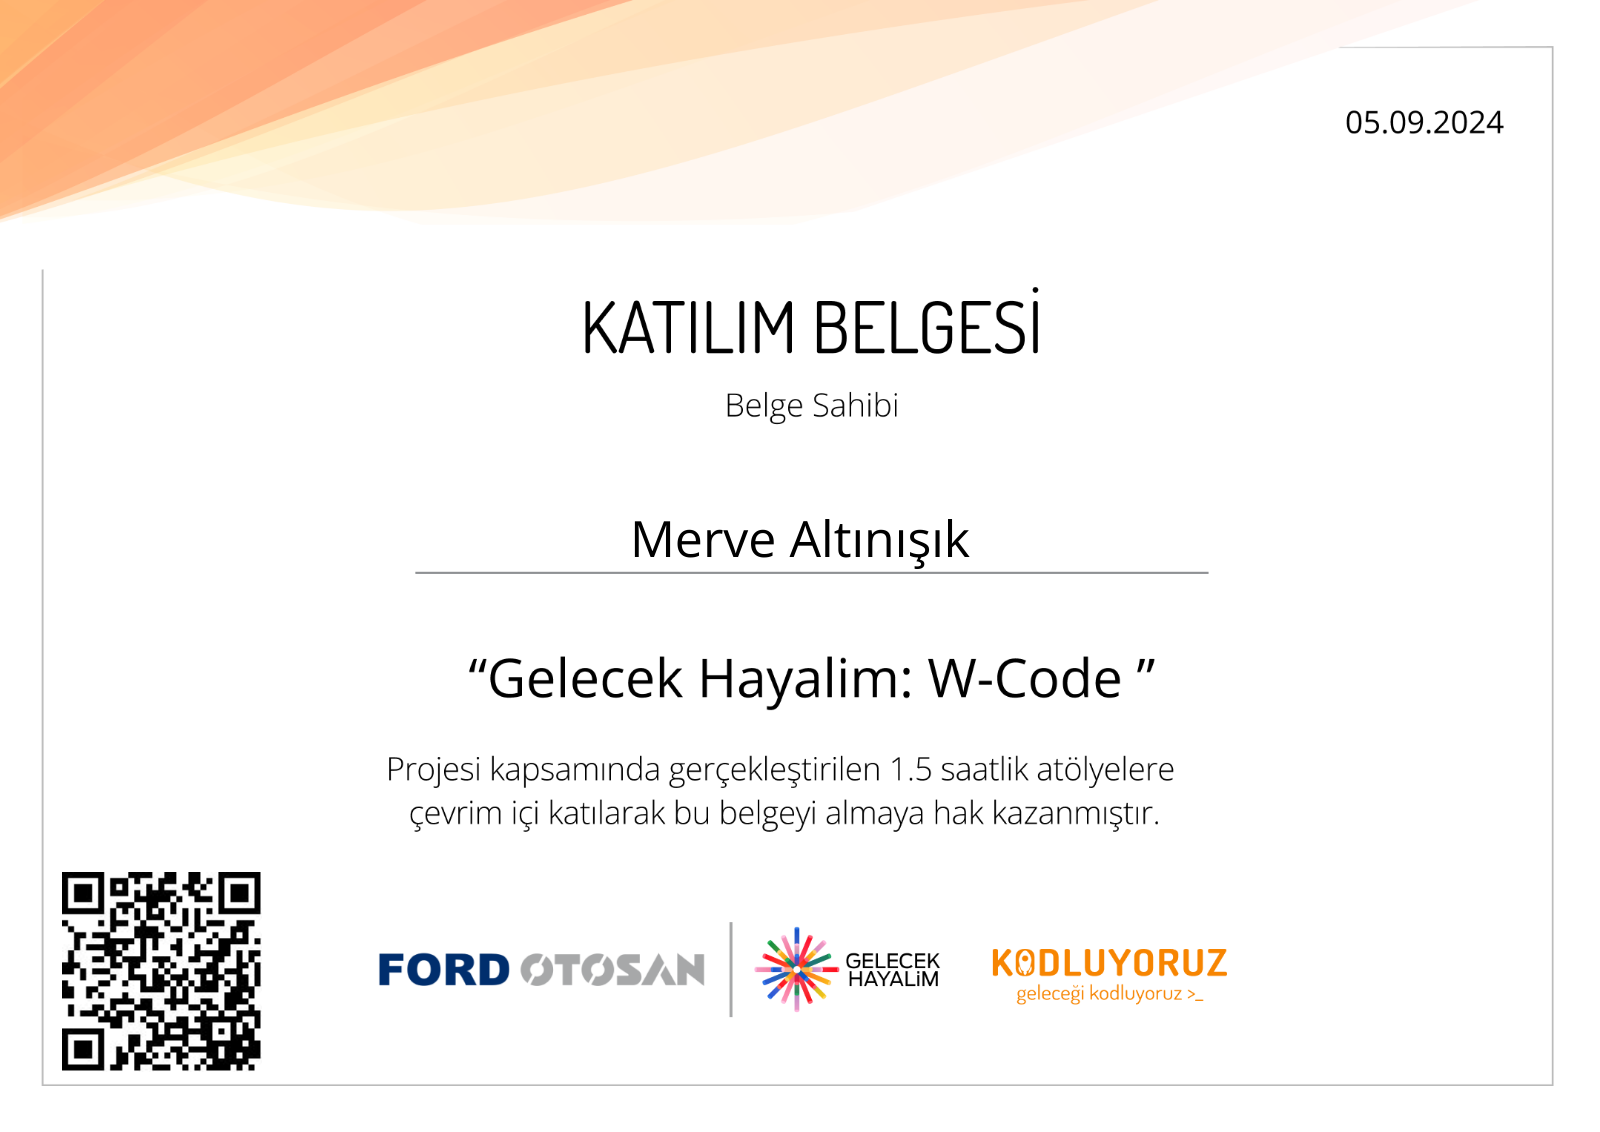 05.09.2024
KATILIM BELGESİ
Belge Sahibi
Merve Altınışık
“Gelecek Hayalim: W-Code ”
Projesi kapsamında gerçekleştirilen 1.5 saatlik atölyelere
çevrim içi katılarak bu belgeyi almaya hak kazanmıştır.
FORD OTOSAN
GELECEK
HAYALiM
KODLUYORUZ
geleceği kodluyoruz >_